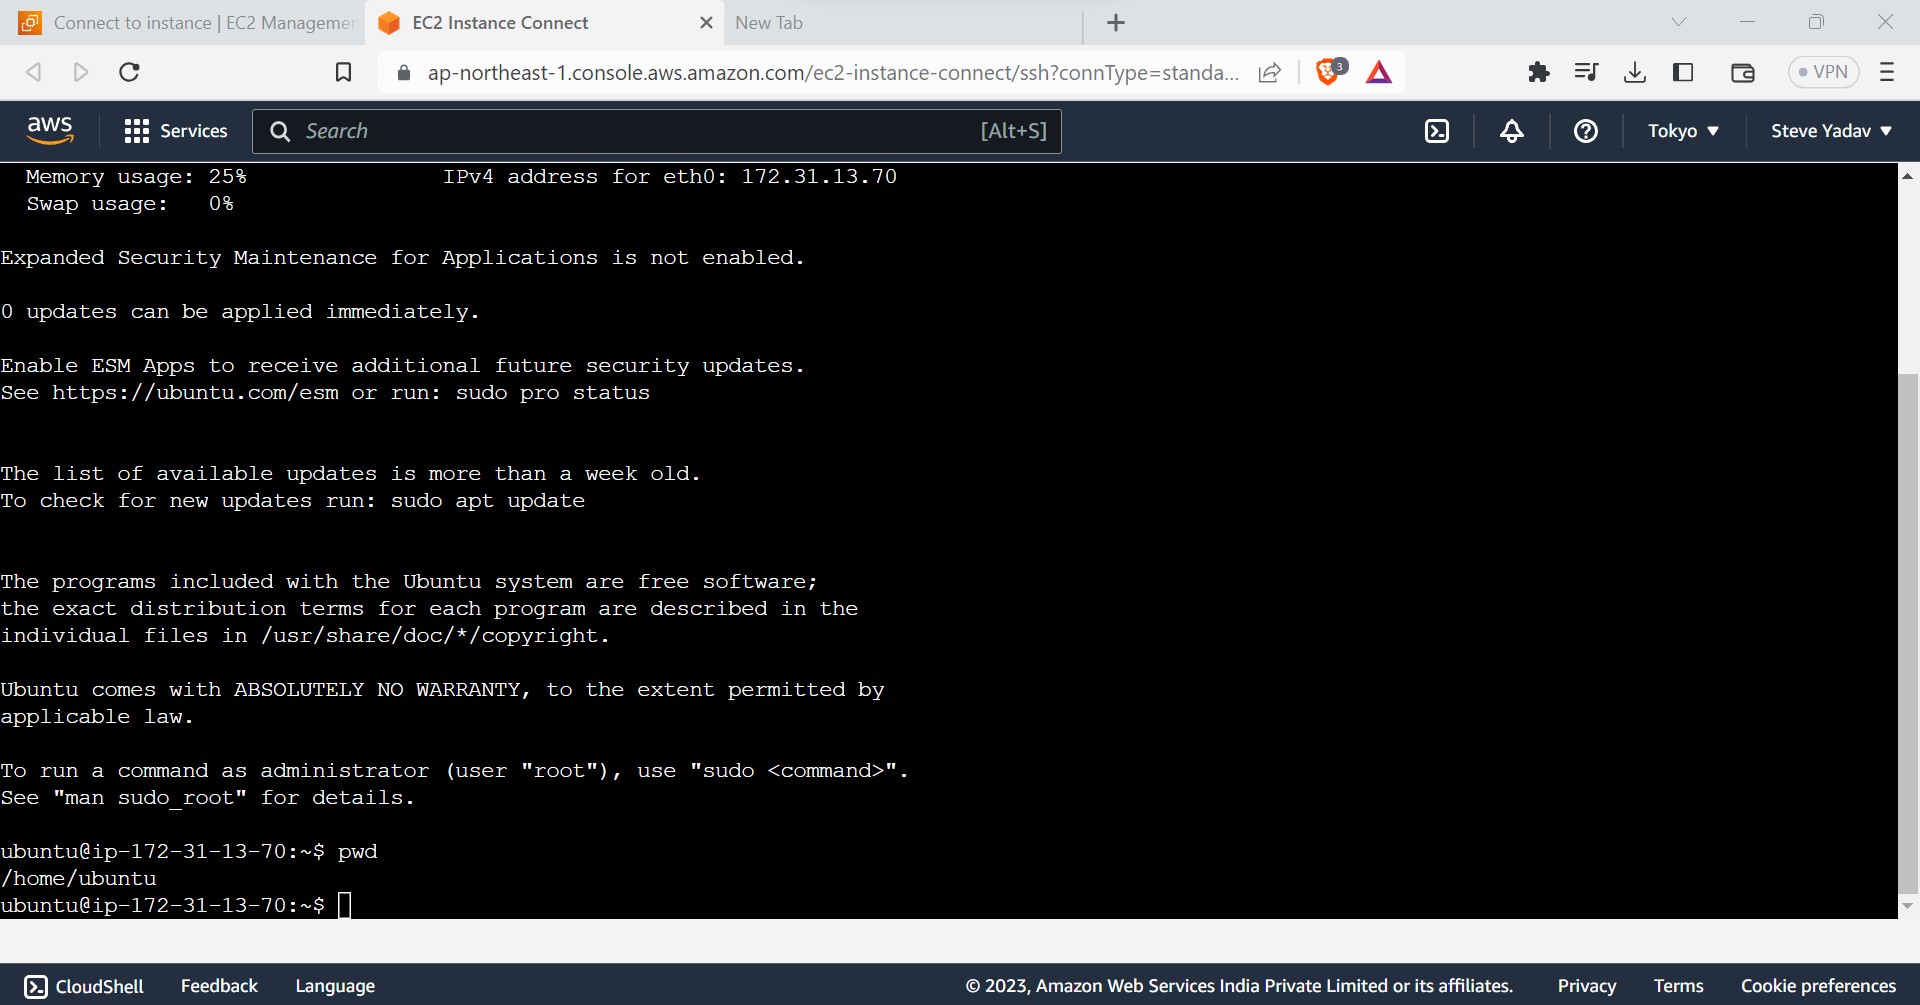 Connect to instance | EC2 Managemen
EC2 Instance Connect
New Tab
ap-northeast-1.console.aws.amazon.com/ec2-instance-connect/ssh?connType=standa...
3
VPN
aws
Services
Search
[Alt+S]
Tokyo
Steve Yadav
Memory usage: 25% IPv4 address for eth0: 172.31.13.70
Swap usage: 0%
Expanded Security Maintenance for Applications is not enabled.
0 updates can be applied immediately.
Enable ESM Apps to receive additional future security updates.
See https://ubuntu.com/esm or run: sudo pro status
The list of available updates is more than a week old.
To check for new updates run: sudo apt update
The programs included with the Ubuntu system are free software;
the exact distribution terms for each program are described in the
individual files in /usr/share/doc/*/copyright.
Ubuntu comes with ABSOLUTELY NO WARRANTY, to the extent permitted by
applicable law.
To run a command as administrator (user "root"), use "sudo <command>".
See "man sudo_root" for details.
ubuntu@ip-172-31-13-70:~$ pwd
/home/ubuntu
ubuntu@ip-172-31-13-70:~$
CloudShell
Feedback
Language
© 2023, Amazon Web Services India Private Limited or its affiliates.
Privacy
Terms
Cookie preferences